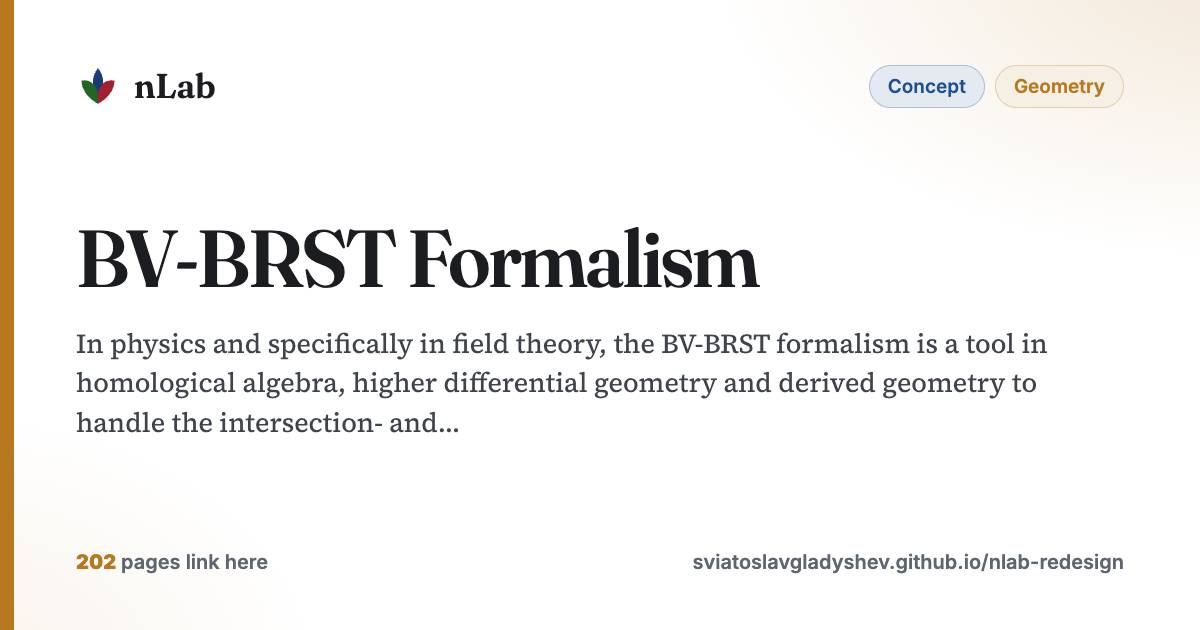 nLab
Concept
Geometry
BV-BRST Formalism
In physics and specifically in field theory, the BV-BRST formalism is a tool in
homological algebra, higher differential geometry and derived geometry to
handle the intersection- and...
202 pages link here
sviatoslavgladyshev.github.io/nlab-redesign